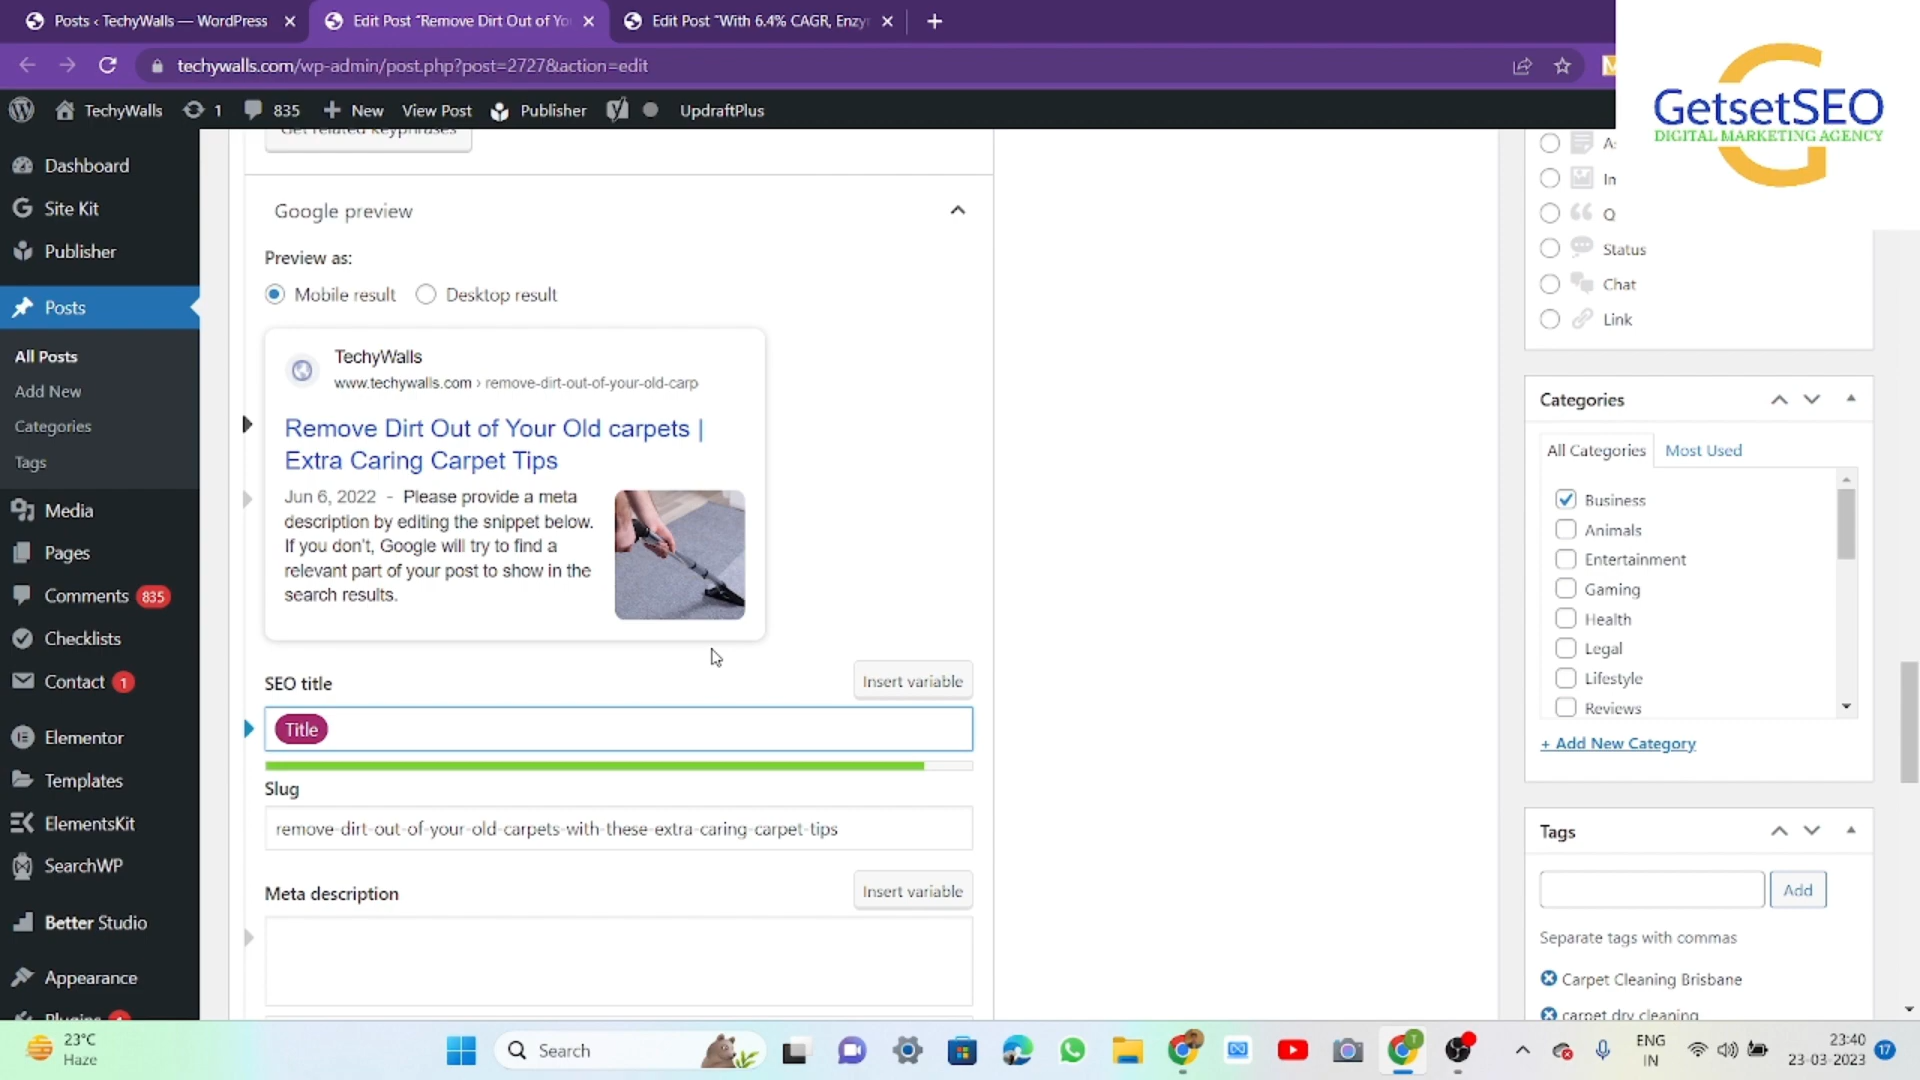 Posts ‹ TechyWalls — WordPress
Edit Post "Remove Dirt Out of Yo
Edit Post "With 6.4% CAGR, Enzy
techywalls.com/wp-admin/post.php?post=2727&action=edit
GetsetSEO
DIGITAL MARKETING AGENCY
TechyWalls
1
835
New
View Post
Publisher
UpdraftPlus
Dashboard
Site Kit
Publisher
Posts
All Posts
Add New
Categories
Tags
Media
Pages
Comments 835
Checklists
Contact 1
Elementor
Templates
ElementsKit
SearchWP
Better Studio
Appearance
Plugins
Get related keyphrases
Google preview
Preview as:
Mobile result
Desktop result
TechyWalls
www.techywalls.com › remove-dirt-out-of-your-old-carp
Remove Dirt Out of Your Old carpets |
Extra Caring Carpet Tips
Jun 6, 2022 - Please provide a meta
description by editing the snippet below.
If you don't, Google will try to find a
relevant part of your post to show in the
search results.
SEO title
Insert variable
Title
Slug
remove-dirt-out-of-your-old-carpets-with-these-extra-caring-carpet-tips
Meta description
Insert variable
Status
Chat
Link
Categories
All Categories
Most Used
Business
Animals
Entertainment
Gaming
Health
Legal
Lifestyle
Reviews
+ Add New Category
Tags
Add
Separate tags with commas
Carpet Cleaning Brisbane
carpet dry cleaning
23°C
Haze
Search
ENG
IN
23:40
23-03-2023
17